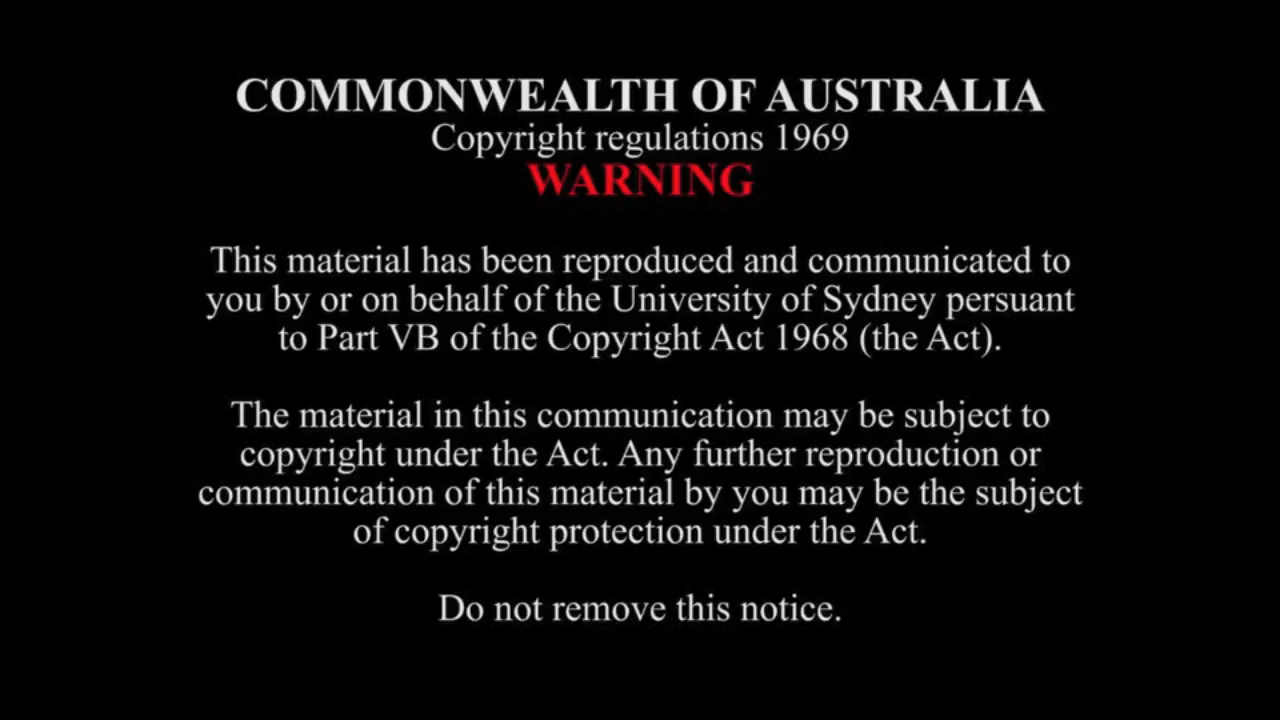 COMMONWEALTH OF AUSTRALIA
Copyright regulations 1969
WARNING
This material has been reproduced and communicated to
you by or on behalf of the University of Sydney persuant
to Part VB of the Copyright Act 1968 (the Act).
The material in this communication may be subject to
copyright under the Act. Any further reproduction or
communication of this material by you may be the subject
of copyright protection under the Act.
Do not remove this notice.